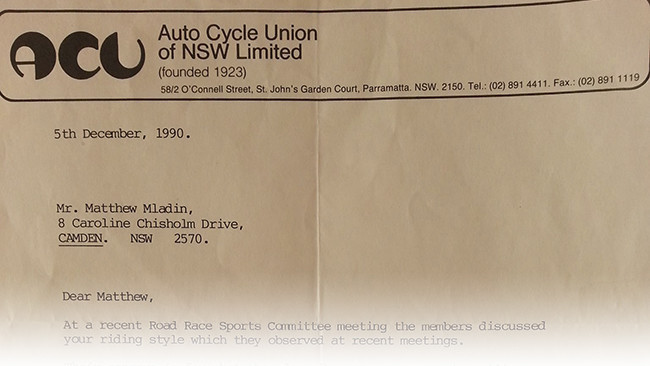 ACU
Auto Cycle Union
of NSW Limited
(founded 1923)
58/2 O'Connell Street, St. John's Garden Court, Parramatta. NSW. 2150. Tel.: (02) 891 4411. Fax.: (02) 891 1119
5th December, 1990.
Mr. Matthew Mladin,
8 Caroline Chisholm Drive,
CAMDEN. NSW 2570.
Dear Matthew,
At a recent Road Race Sports Committee meeting the members discussed
your riding style which they observed at recent meetings.